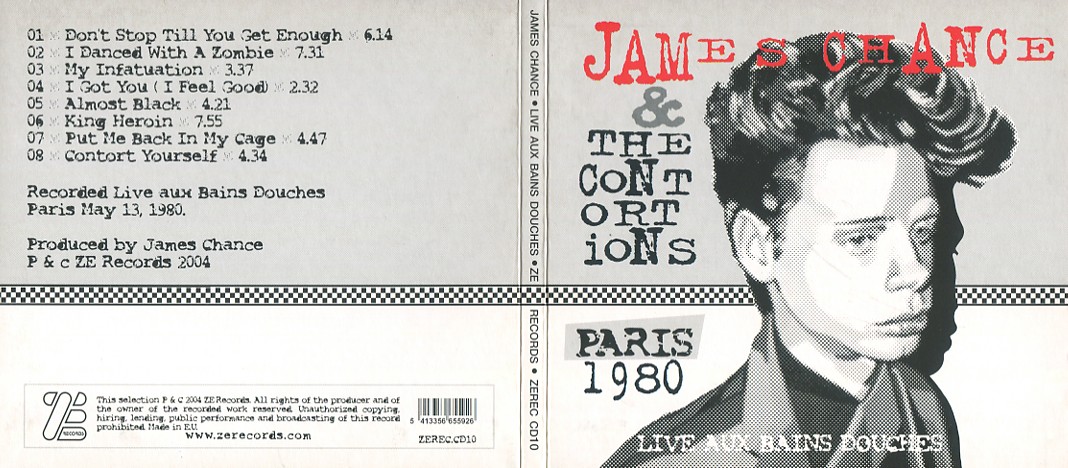 01 x Don't Stop Till You Get Enough x 6.14
02 x I Danced With A Zombie x 7.31
03 x My Infatuation x 3.37
04 x I Got You ( I Feel Good) x 2.32
05 x Almost Black x 4.21
06 x King Heroin x 7.55
07 x Put Me Back In My Cage x 4.47
08 x Contort Yourself x 4.34
Recorded Live aux Bains Douches
Paris May 13, 1980.
Produced by James Chance
P & c ZE Records 2004
ZE
RECORDS
This selection P & C 2004 ZE Records. All rights of the producer and of
the owner of the recorded work reserved. Unauthorized copying,
hiring, lending, public performance and broadcasting of this record
prohibited. Made in E.U.
www.zerecords.com
5 413356 655926
ZEREC.CD10
JAMES CHANCE • LIVE AUX BAINS DOUCHES • ZE RECORDS • ZEREC CD10
JAMES CHANCE
&
THE
CONT
ORT
iONS
PARIS
1980
LIVE AUX BAINS DOUCHES